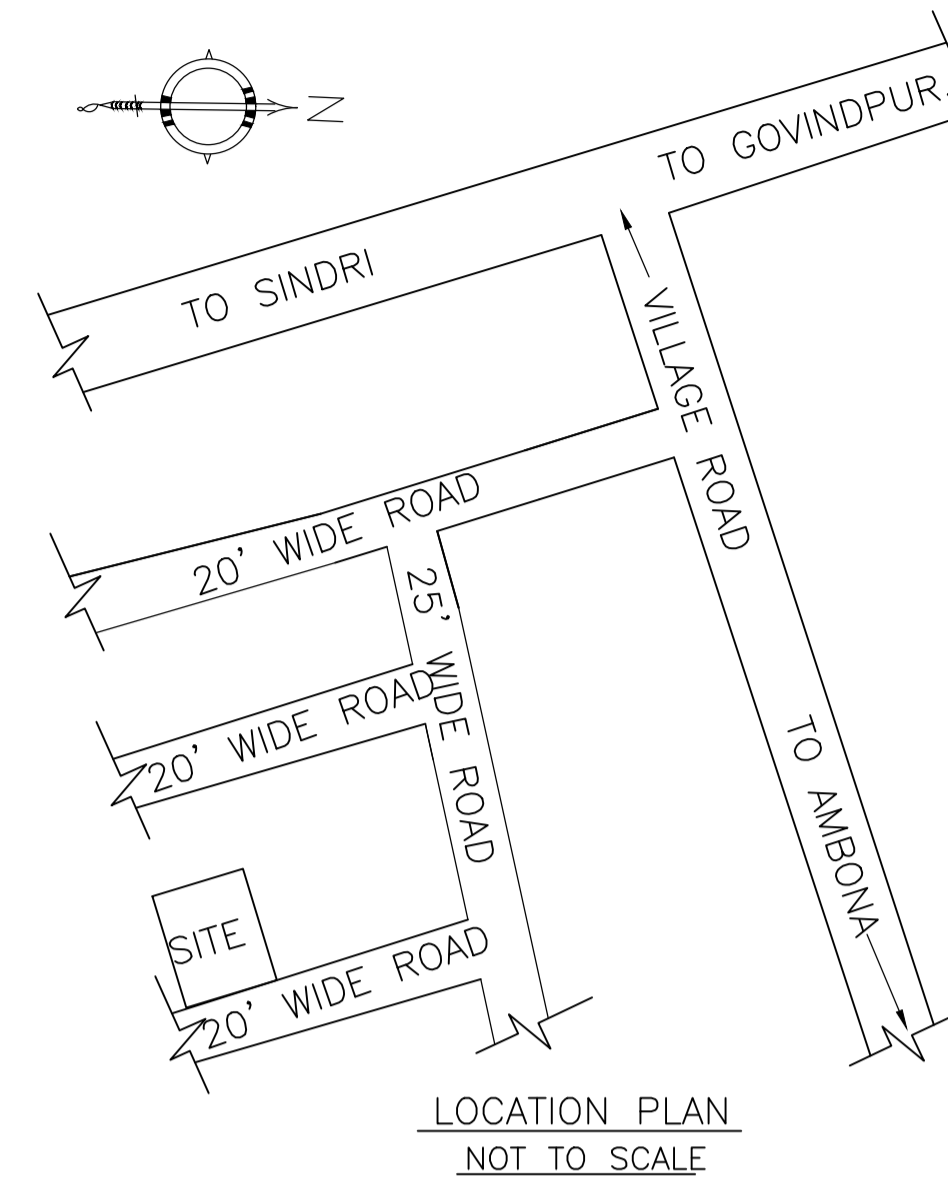 N
TO GOVINDPUR.
TO SINDRI
VILLAGE ROAD
20' WIDE ROAD
25' WIDE ROAD
20' WIDE ROAD
TO AMBONA
SITE
20' WIDE ROAD
LOCATION PLAN
NOT TO SCALE